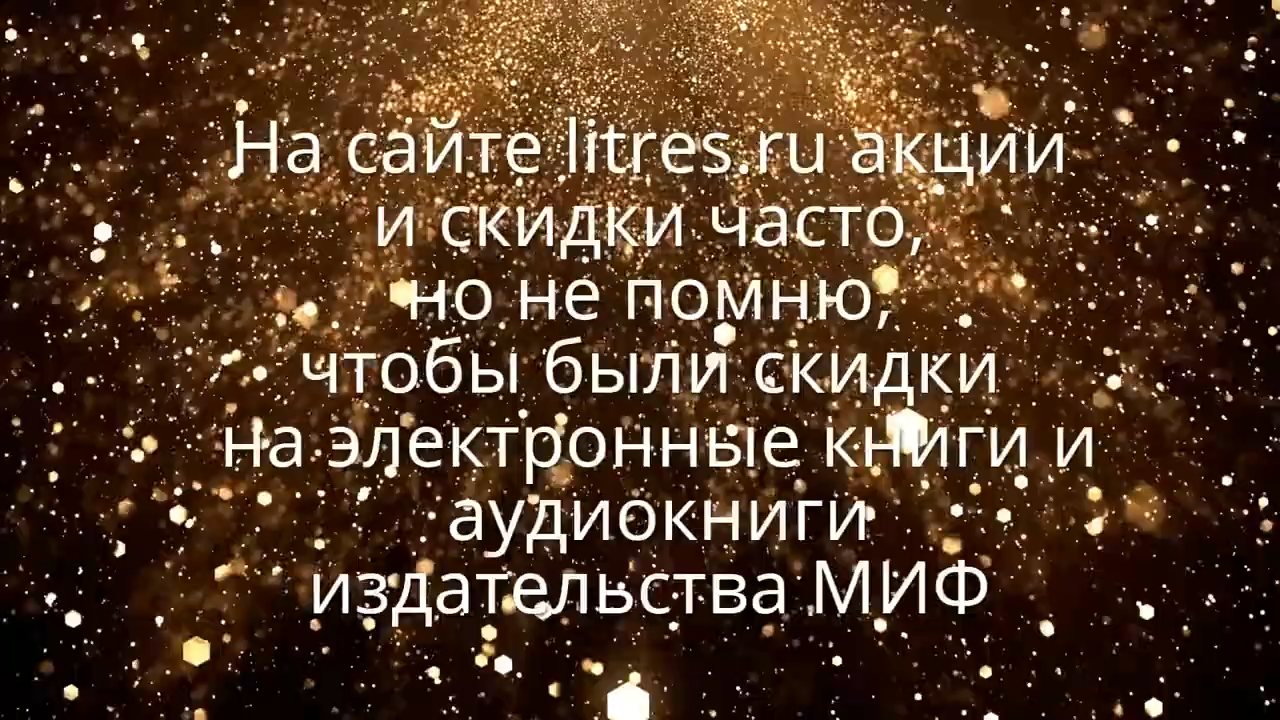 На сайте litres.ru акции
и скидки часто,
но не помню,
чтобы были скидки
на электронные книги и
аудиокниги
издательства МИФ